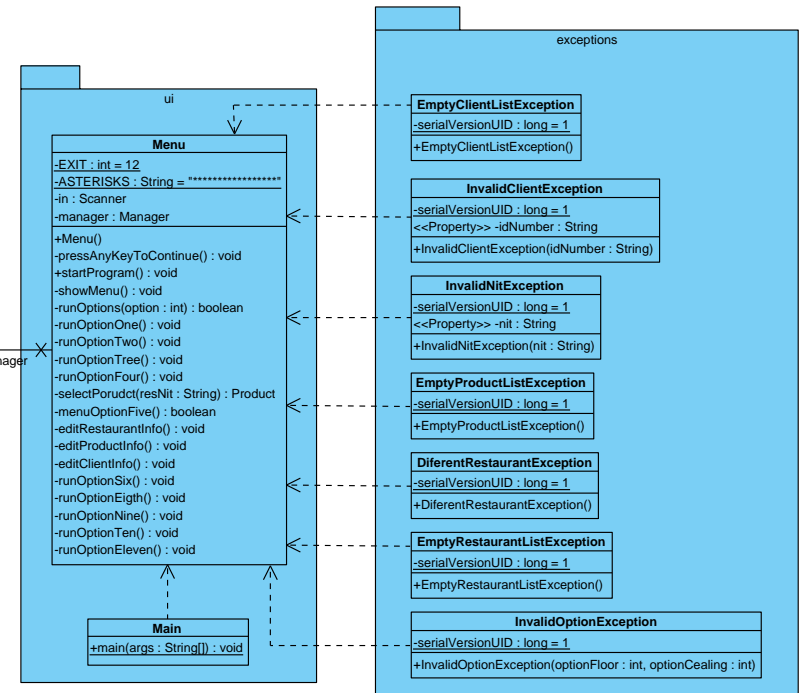 ui
Menu
-EXIT : int = 12
-ASTERISKS : String = "*****************"
-in : Scanner
-manager : Manager
+Menu()
-pressAnyKeyToContinue() : void
+startProgram() : void
-showMenu() : void
-runOptions(option : int) : boolean
-runOptionOne() : void
-runOptionTwo() : void
-runOptionTree() : void
-runOptionFour() : void
-selectPorudct(resNit : String) : Product
-menuOptionFive() : boolean
-editRestaurantInfo() : void
-editProductInfo() : void
-editClientInfo() : void
-runOptionSix() : void
-runOptionEigth() : void
-runOptionNine() : void
-runOptionTen() : void
-runOptionEleven() : void
Main
+main(args : String[]) : void
nager
exceptions
EmptyClientListException
-serialVersionUID : long = 1
+EmptyClientListException()
InvalidClientException
-serialVersionUID : long = 1
<<Property>> -idNumber : String
+InvalidClientException(idNumber : String)
InvalidNitException
-serialVersionUID : long = 1
<<Property>> -nit : String
+InvalidNitException(nit : String)
EmptyProductListException
-serialVersionUID : long = 1
+EmptyProductListException()
DiferentRestaurantException
-serialVersionUID : long = 1
+DiferentRestaurantException()
EmptyRestaurantListException
-serialVersionUID : long = 1
+EmptyRestaurantListException()
InvalidOptionException
-serialVersionUID : long = 1
+InvalidOptionException(optionFloor : int, optionCealing : int)